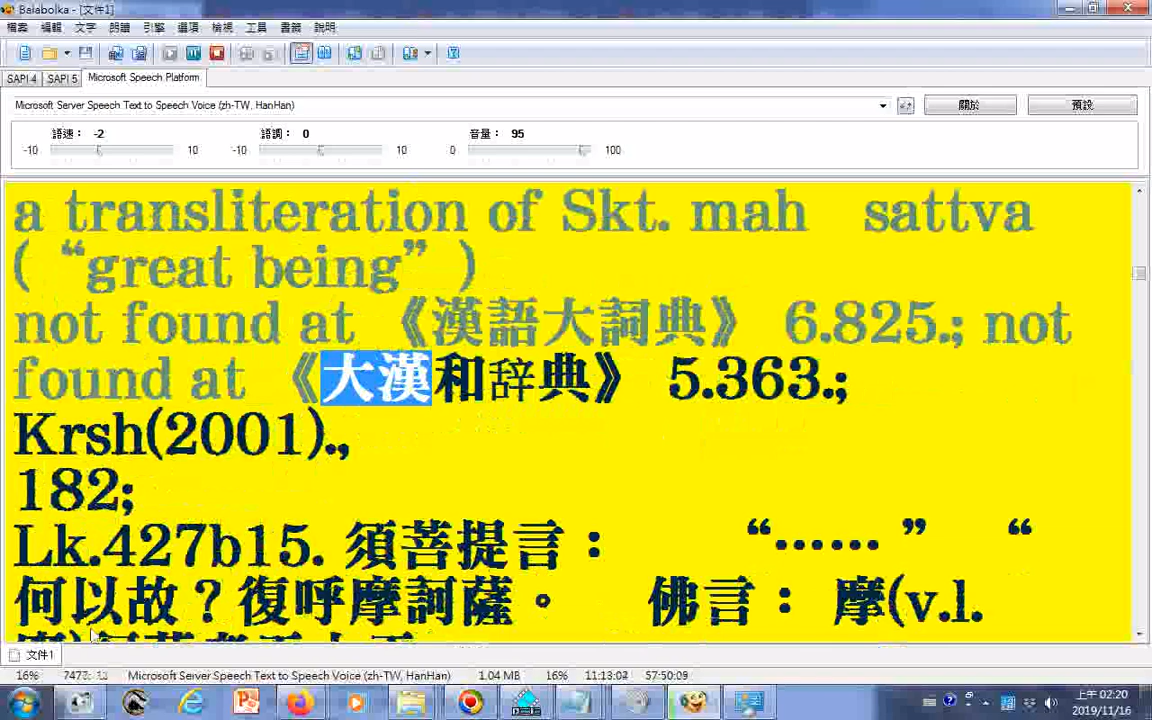 Balabolka - [文件1]
檔案 編輯 文字 朗讀 引擎 選項 檢視 工具 書籤 說明
SAPI 4 SAPI 5 Microsoft Speech Platform
Microsoft Server Speech Text to Speech Voice (zh-TW, HanHan) 關於 預設
語速： -2 語調： 0 音量： 95
-10 10 -10 10 0 100
a transliteration of Skt. mah sattva
( “great being” )
not found at 《漢語大詞典》 6.825.; not
found at 《大漢和辞典》 5.363.;
Krsh(2001).,
182;
Lk.427b15. 須菩提言： “…… ” “
何以故？復呼摩訶薩。 佛言： 摩(v.l.
文件1
16% Microsoft Server Speech Text to Speech Voice (zh-TW, HanHan) 1.04 MB 16% 11:13:02 57:50:09
上午 02:20
2019/11/16